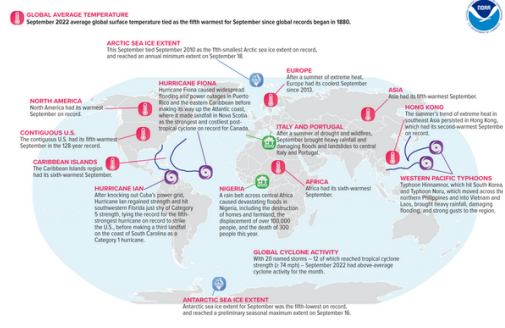 GLOBAL AVERAGE TEMPERATURE
September 2022 average global surface temperature tied as the fifth warmest for September since global records began in 1880.
NOAA
ARCTIC SEA ICE EXTENT
This September tied September 2010 as the fifth-smallest Arctic sea ice extent on record,
and reached an annual minimum extent on September 18.
HURRICANE FIONA
Hurricane Fiona caused widespread
flooding and power outages in Puerto
Rico and the eastern Caribbean before
making its way up the Atlantic coast,
where it made landfall in Nova Scotia
as the strongest and costliest post-
tropical cyclone on record for Canada.
EUROPE
After a summer of extreme heat,
Europe had its coolest September
since 2013.
ASIA
Asia had its fifth-warmest September.
NORTH AMERICA
North America had its warmest
September on record.
HONG KONG
The summer's trend of extreme heat in
southeast Asia persisted in Hong Kong,
which had its second-warmest September
on record.
CONTIGUOUS U.S.
The contiguous U.S. had its fifth-warmest
September in the 128-year record.
ITALY AND PORTUGAL
After a summer of drought and wildfires,
September brought heavy rainfall and
damaging floods and landslides to central
Italy and Portugal.
CARIBBEAN ISLANDS
The Caribbean Islands region
had its sixth-warmest September.
HURRICANE IAN
After knocking out Cuba's power grid,
Hurricane Ian regained strength and hit
southwestern Florida just shy of Category
5 strength, tying the record for the fifth-
strongest hurricane on record to strike
the U.S., before making a third landfall
on the coast of South Carolina as a
Category 1 hurricane.
NIGERIA
A rain belt across central Africa
caused devastating floods in
Nigeria, including the destruction
of homes and farmland, the
displacement of over 100,000
people, and the death of 300
people this year.
AFRICA
Africa had its sixth-warmest
September.
WESTERN PACIFIC TYPHOONS
Typhoon Hinnamnor, which hit South Korea,
and Typhoon Noru, which moved across the
northern Philippines and into Vietnam and
Laos, brought heavy rainfall, damaging
flooding, and strong gusts to the region.
GLOBAL CYCLONE ACTIVITY
With 20 named storms – 12 of which reached tropical cyclone
strength (≥ 74 mph) – September 2022 had above-average
cyclone activity for the month.
ANTARCTIC SEA ICE EXTENT
Antarctic sea ice extent for September was the fifth-lowest on record,
and reached a preliminary seasonal maximum extent on September 16.